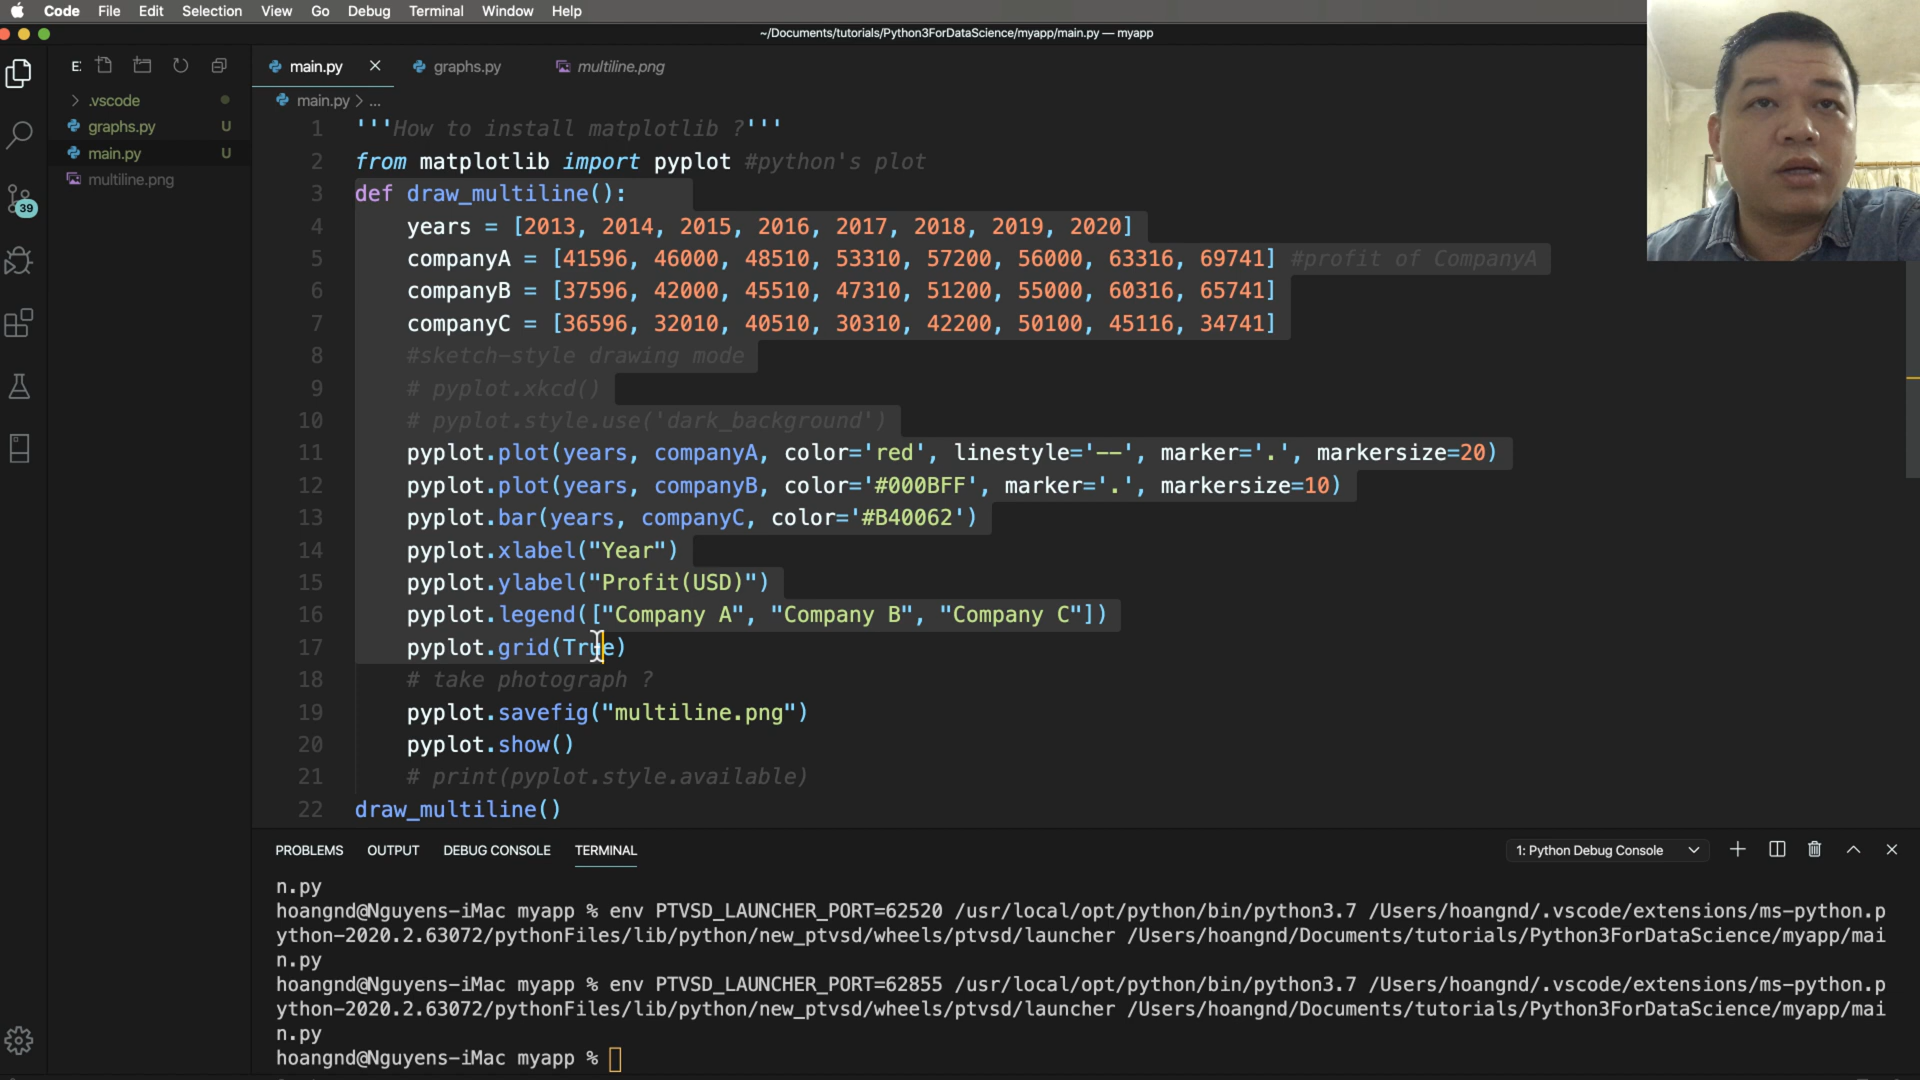 Code File Edit Selection View Go Debug Terminal Window Help
~/Documents/tutorials/Python3ForDataScience/myapp/main.py — myapp
E:
main.py
graphs.py
multiline.png
.vscode
graphs.py U
main.py U
multiline.png
39
main.py > ...
1 '''How to install matplotlib ?'''
2 from matplotlib import pyplot #python's plot
3 def draw_multiline():
4 years = [2013, 2014, 2015, 2016, 2017, 2018, 2019, 2020]
5 companyA = [41596, 46000, 48510, 53310, 57200, 56000, 63316, 69741] #profit of CompanyA
6 companyB = [37596, 42000, 45510, 47310, 51200, 55000, 60316, 65741]
7 companyC = [36596, 32010, 40510, 30310, 42200, 50100, 45116, 34741]
8 #sketch-style drawing mode
9 # pyplot.xkcd()
10 # pyplot.style.use('dark_background')
11 pyplot.plot(years, companyA, color='red', linestyle='--', marker='.', markersize=20)
12 pyplot.plot(years, companyB, color='#000BFF', marker='.', markersize=10)
13 pyplot.bar(years, companyC, color='#B40062')
14 pyplot.xlabel("Year")
15 pyplot.ylabel("Profit(USD)")
16 pyplot.legend(["Company A", "Company B", "Company C"])
17 pyplot.grid(True)
18 # take photograph ?
19 pyplot.savefig("multiline.png")
20 pyplot.show()
21 # print(pyplot.style.available)
22 draw_multiline()
PROBLEMS OUTPUT DEBUG CONSOLE TERMINAL
1: Python Debug Console
n.py
hoangnd@Nguyens-iMac myapp % env PTVSD_LAUNCHER_PORT=62520 /usr/local/opt/python/bin/python3.7 /Users/hoangnd/.vscode/extensions/ms-python.p
ython-2020.2.63072/pythonFiles/lib/python/new_ptvsd/wheels/ptvsd/launcher /Users/hoangnd/Documents/tutorials/Python3ForDataScience/myapp/mai
n.py
hoangnd@Nguyens-iMac myapp % env PTVSD_LAUNCHER_PORT=62855 /usr/local/opt/python/bin/python3.7 /Users/hoangnd/.vscode/extensions/ms-python.p
ython-2020.2.63072/pythonFiles/lib/python/new_ptvsd/wheels/ptvsd/launcher /Users/hoangnd/Documents/tutorials/Python3ForDataScience/myapp/mai
n.py
hoangnd@Nguyens-iMac myapp %